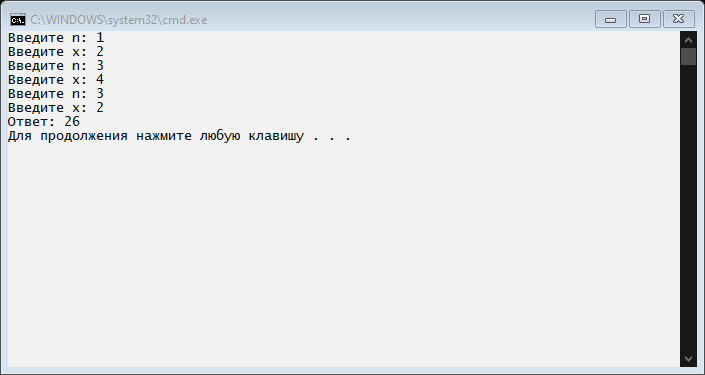 C:\WINDOWS\system32\cmd.exe
Введите n: 1
Введите x: 2
Введите n: 3
Введите x: 4
Введите n: 3
Введите x: 2
Ответ: 26
Для продолжения нажмите любую клавишу . . .